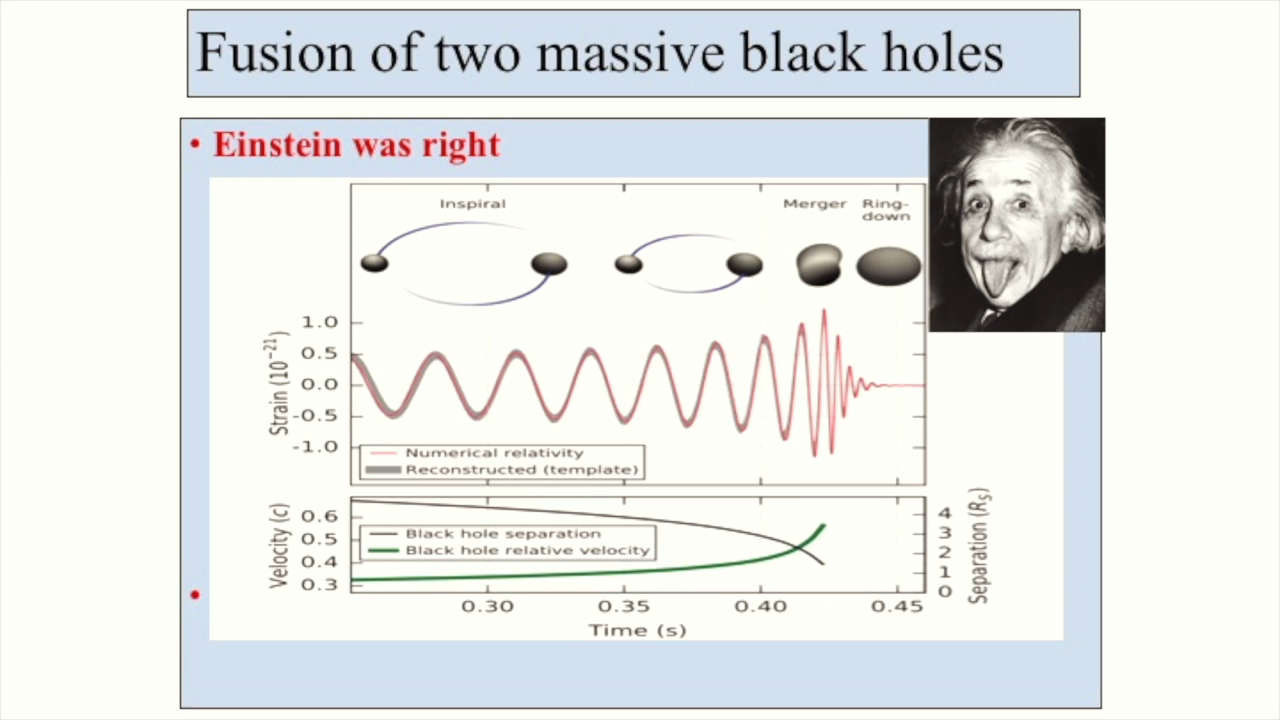 Fusion of two massive black holes
• Einstein was right
Inspiral
Merger
Ring-
down
Strain (10⁻²¹)
1.0
0.5
0.0
-0.5
-1.0
Numerical relativity
Reconstructed (template)
Velocity (c)
0.6
0.5
0.4
0.3
Black hole separation
Black hole relative velocity
4
3
2
1
0
Separation (R_S)
0.30 0.35 0.40 0.45
Time (s)
•